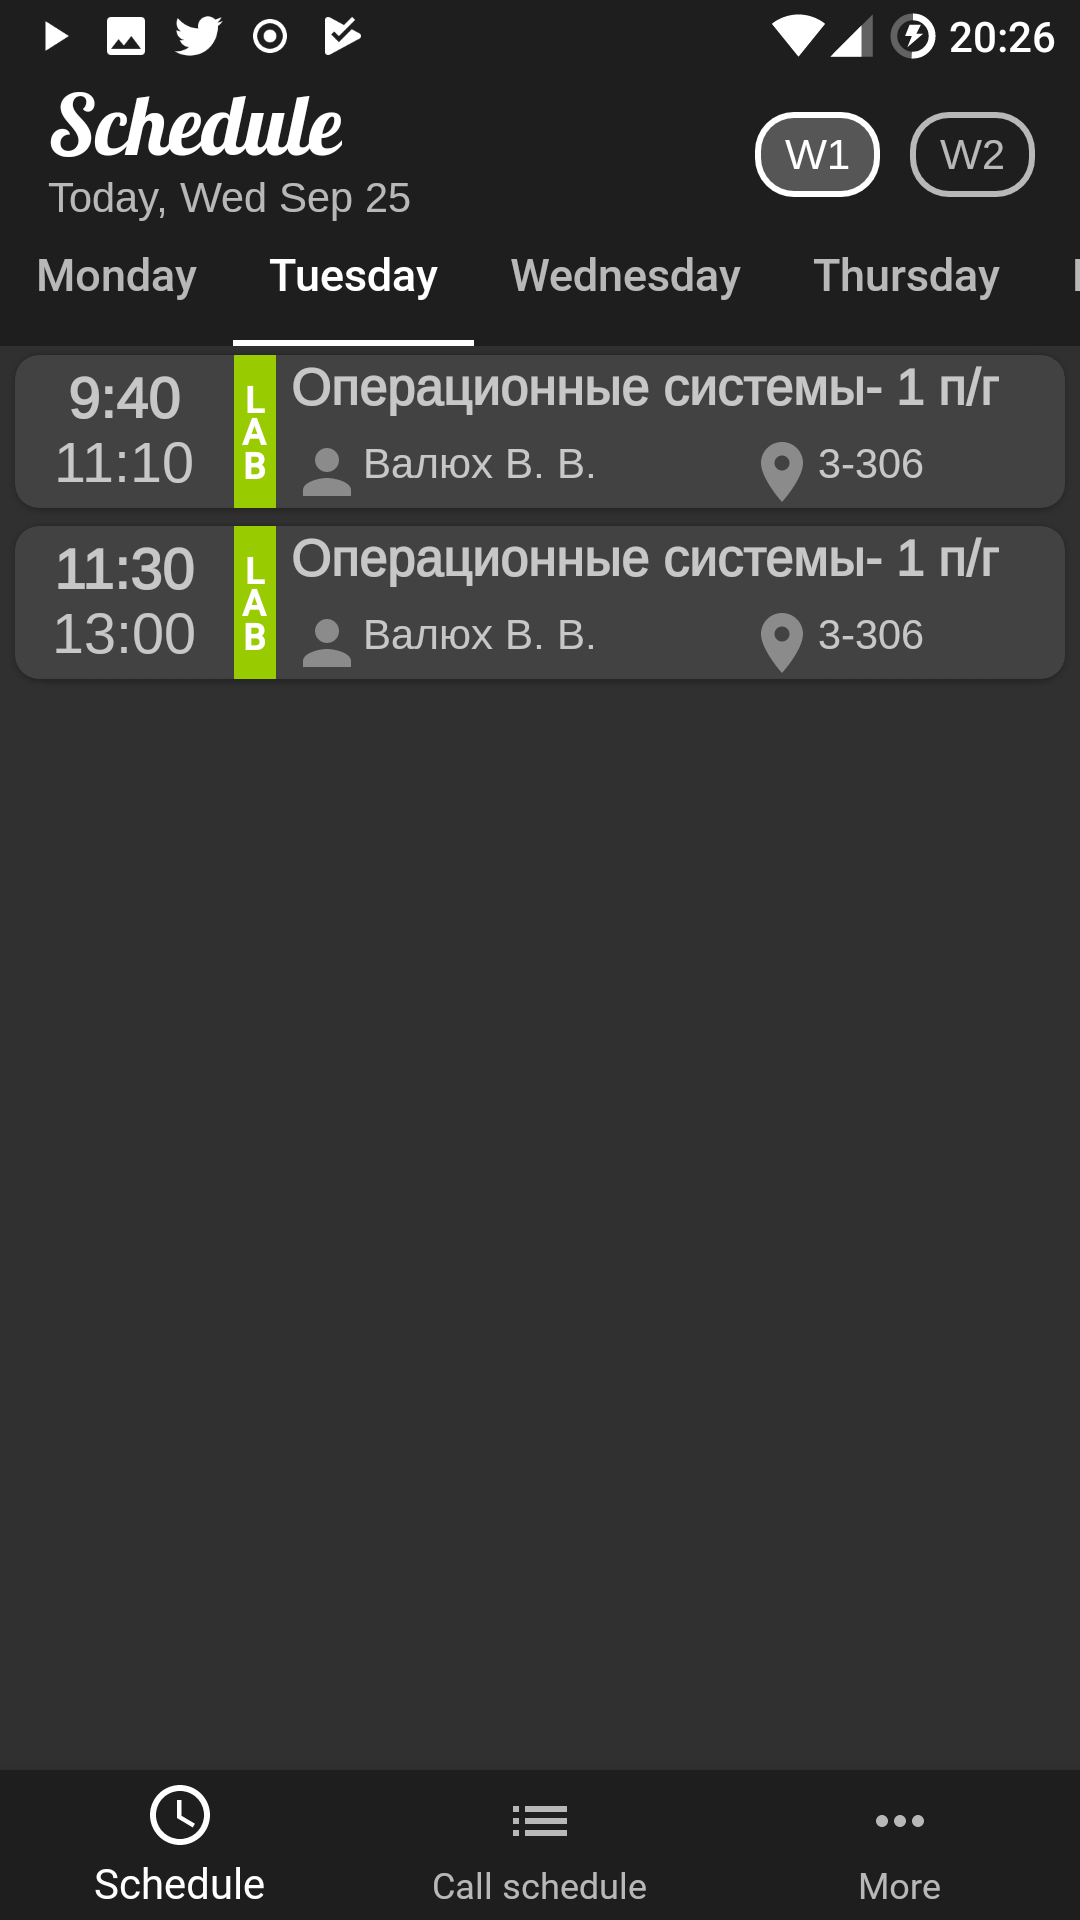 20:26
Schedule
W1 W2
Today, Wed Sep 25
Monday Tuesday Wednesday Thursday
9:40
11:10
LAB
Операционные системы- 1 п/г
Валюх В. В. 3-306
11:30
13:00
LAB
Операционные системы- 1 п/г
Валюх В. В. 3-306
Schedule Call schedule More